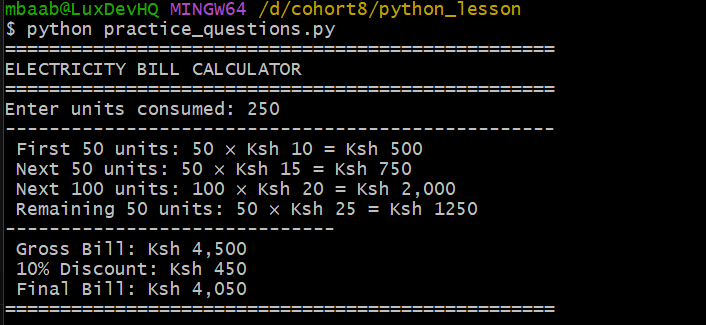 mbaab@LuxDevHQ MINGW64 /d/cohort8/python_lesson
$ python practice_questions.py
=======================================================
ELECTRICITY BILL CALCULATOR
=======================================================
Enter units consumed: 250
-------------------------------------------------------
First 50 units: 50 × Ksh 10 = Ksh 500
Next 50 units: 50 × Ksh 15 = Ksh 750
Next 100 units: 100 × Ksh 20 = Ksh 2,000
Remaining 50 units: 50 × Ksh 25 = Ksh 1250
---------------------------------
Gross Bill: Ksh 4,500
10% Discount: Ksh 450
Final Bill: Ksh 4,050
=======================================================